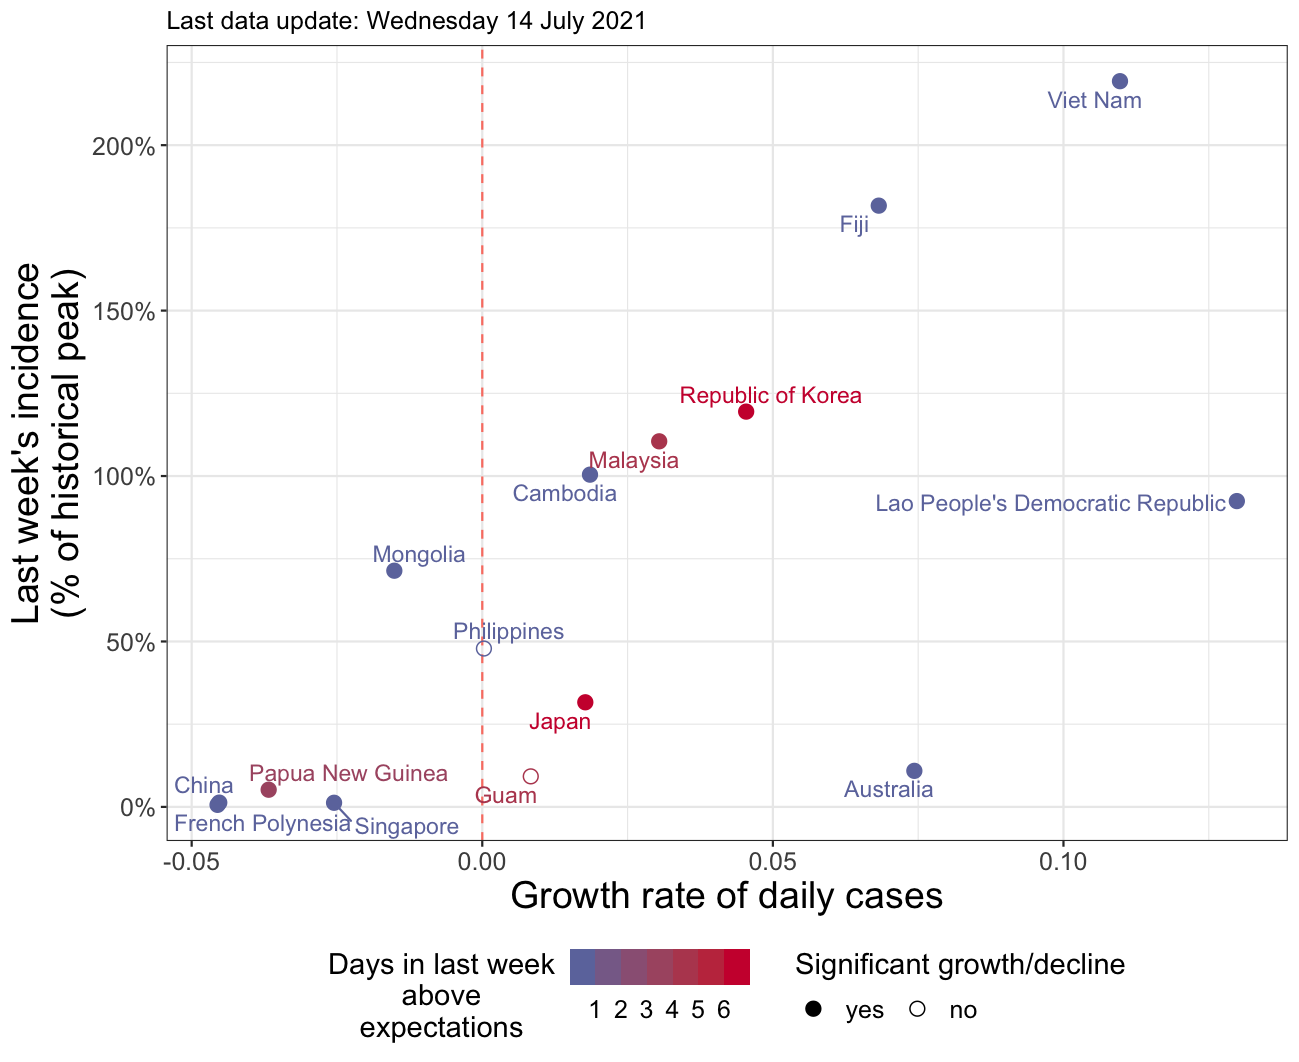 Last data update: Wednesday 14 July 2021
Last week's incidence
(% of historical peak)
200%
150%
100%
50%
0%
Viet Nam
Fiji
Republic of Korea
Malaysia
Cambodia
Lao People's Democratic Republic
Mongolia
Philippines
Japan
Papua New Guinea
China
Guam
Australia
French Polynesia
Singapore
-0.05 0.00 0.05 0.10
Growth rate of daily cases
Days in last week
above
expectations
1 2 3 4 5 6
Significant growth/decline
yes no